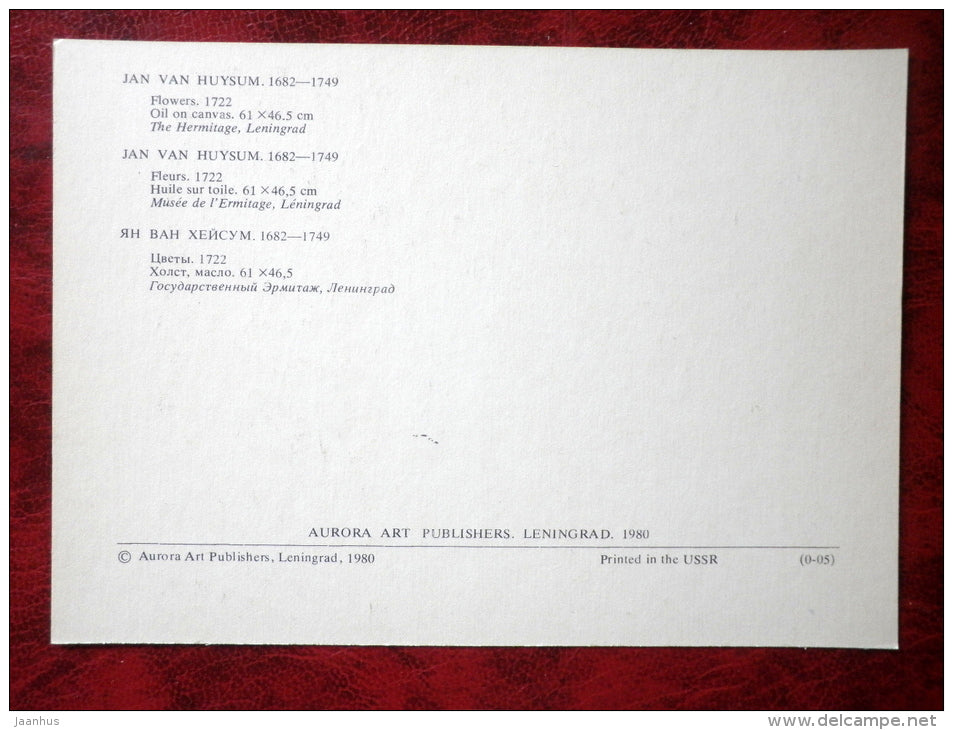 JAN VAN HUYSUM. 1682—1749
Flowers. 1722
Oil on canvas. 61 ×46.5 cm
The Hermitage, Leningrad
JAN VAN HUYSUM. 1682—1749
Fleurs. 1722
Huile sur toile. 61 ×46,5 cm
Musée de l'Ermitage, Léningrad
ЯН ВАН ХЕЙСУМ. 1682—1749
Цветы. 1722
Холст, масло. 61 ×46,5
Государственный Эрмитаж, Ленинград
AURORA ART PUBLISHERS. LENINGRAD. 1980
© Aurora Art Publishers, Leningrad, 1980 Printed in the USSR (0-05)
Jaanhus
www.delcampe.net